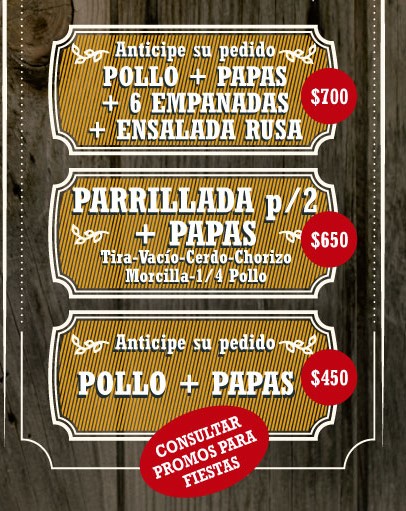 Anticipe su pedido
POLLO + PAPAS
+ 6 EMPANADAS
+ ENSALADA RUSA
$700
PARRILLADA p/2
+ PAPAS
Tira-Vacío-Cerdo-Chorizo
Morcilla-1/4 Pollo
$650
Anticipe su pedido
POLLO + PAPAS
$450
CONSULTAR
PROMOS PARA
FIESTAS